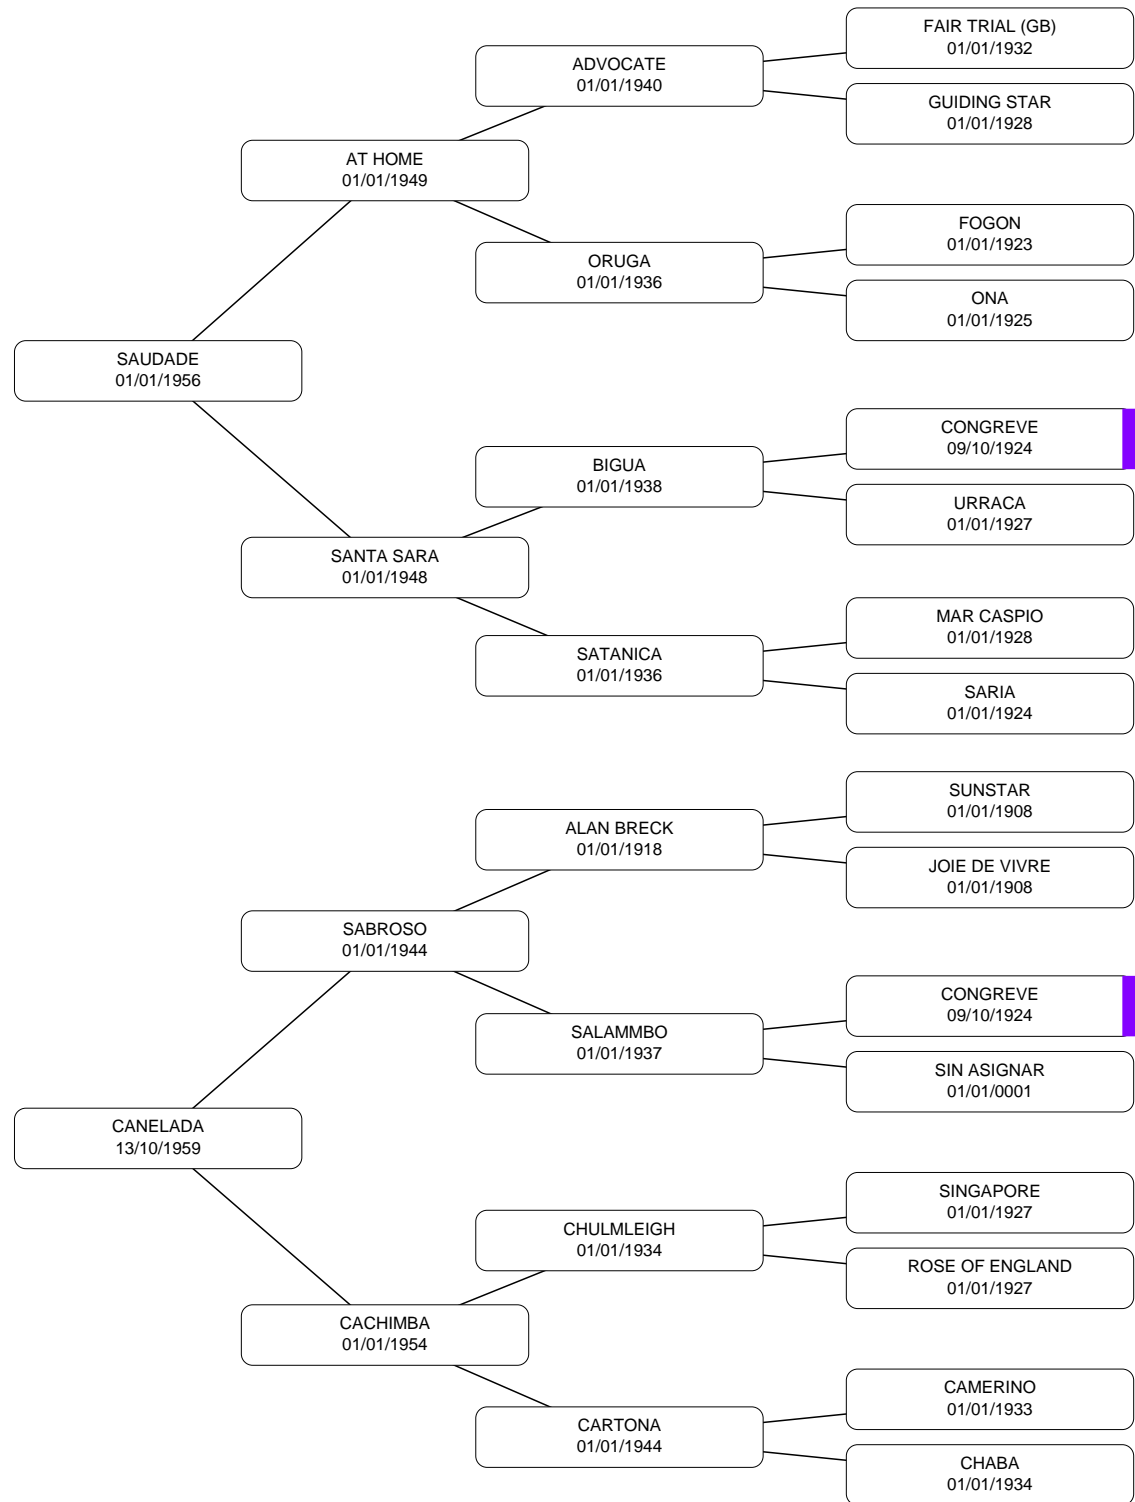 FAIR TRIAL (GB)
01/01/1932
ADVOCATE
01/01/1940
GUIDING STAR
01/01/1928
AT HOME
01/01/1949
FOGON
01/01/1923
ORUGA
01/01/1936
ONA
01/01/1925
SAUDADE
01/01/1956
CONGREVE
09/10/1924
BIGUA
01/01/1938
URRACA
01/01/1927
SANTA SARA
01/01/1948
MAR CASPIO
01/01/1928
SATANICA
01/01/1936
SARIA
01/01/1924
SUNSTAR
01/01/1908
ALAN BRECK
01/01/1918
JOIE DE VIVRE
01/01/1908
SABROSO
01/01/1944
CONGREVE
09/10/1924
SALAMMBO
01/01/1937
SIN ASIGNAR
01/01/0001
CANELADA
13/10/1959
SINGAPORE
01/01/1927
CHULMLEIGH
01/01/1934
ROSE OF ENGLAND
01/01/1927
CACHIMBA
01/01/1954
CAMERINO
01/01/1933
CARTONA
01/01/1944
CHABA
01/01/1934